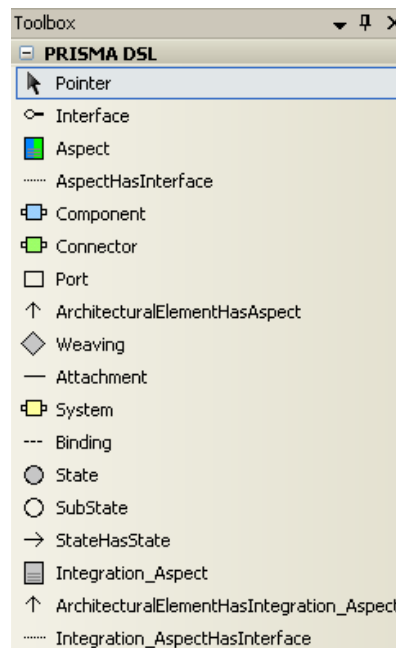 Toolbox
PRISMA DSL
Pointer
Interface
Aspect
AspectHasInterface
Component
Connector
Port
ArchitecturalElementHasAspect
Weaving
Attachment
System
Binding
State
SubState
StateHasState
Integration_Aspect
ArchitecturalElementHasIntegration_Aspect
Integration_AspectHasInterface